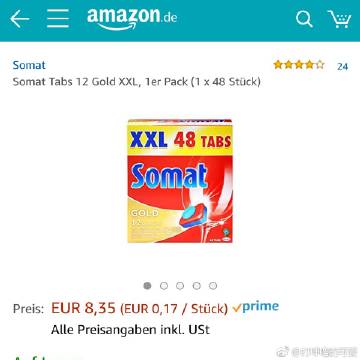 amazon.de
Somat
24
Somat Tabs 12 Gold XXL, 1er Pack (1 x 48 Stück)
XXL 48 TABS
Somat
GOLD
12
Preis: EUR 8,35 (EUR 0,17 / Stück) prime
Alle Preisangaben inkl. USt